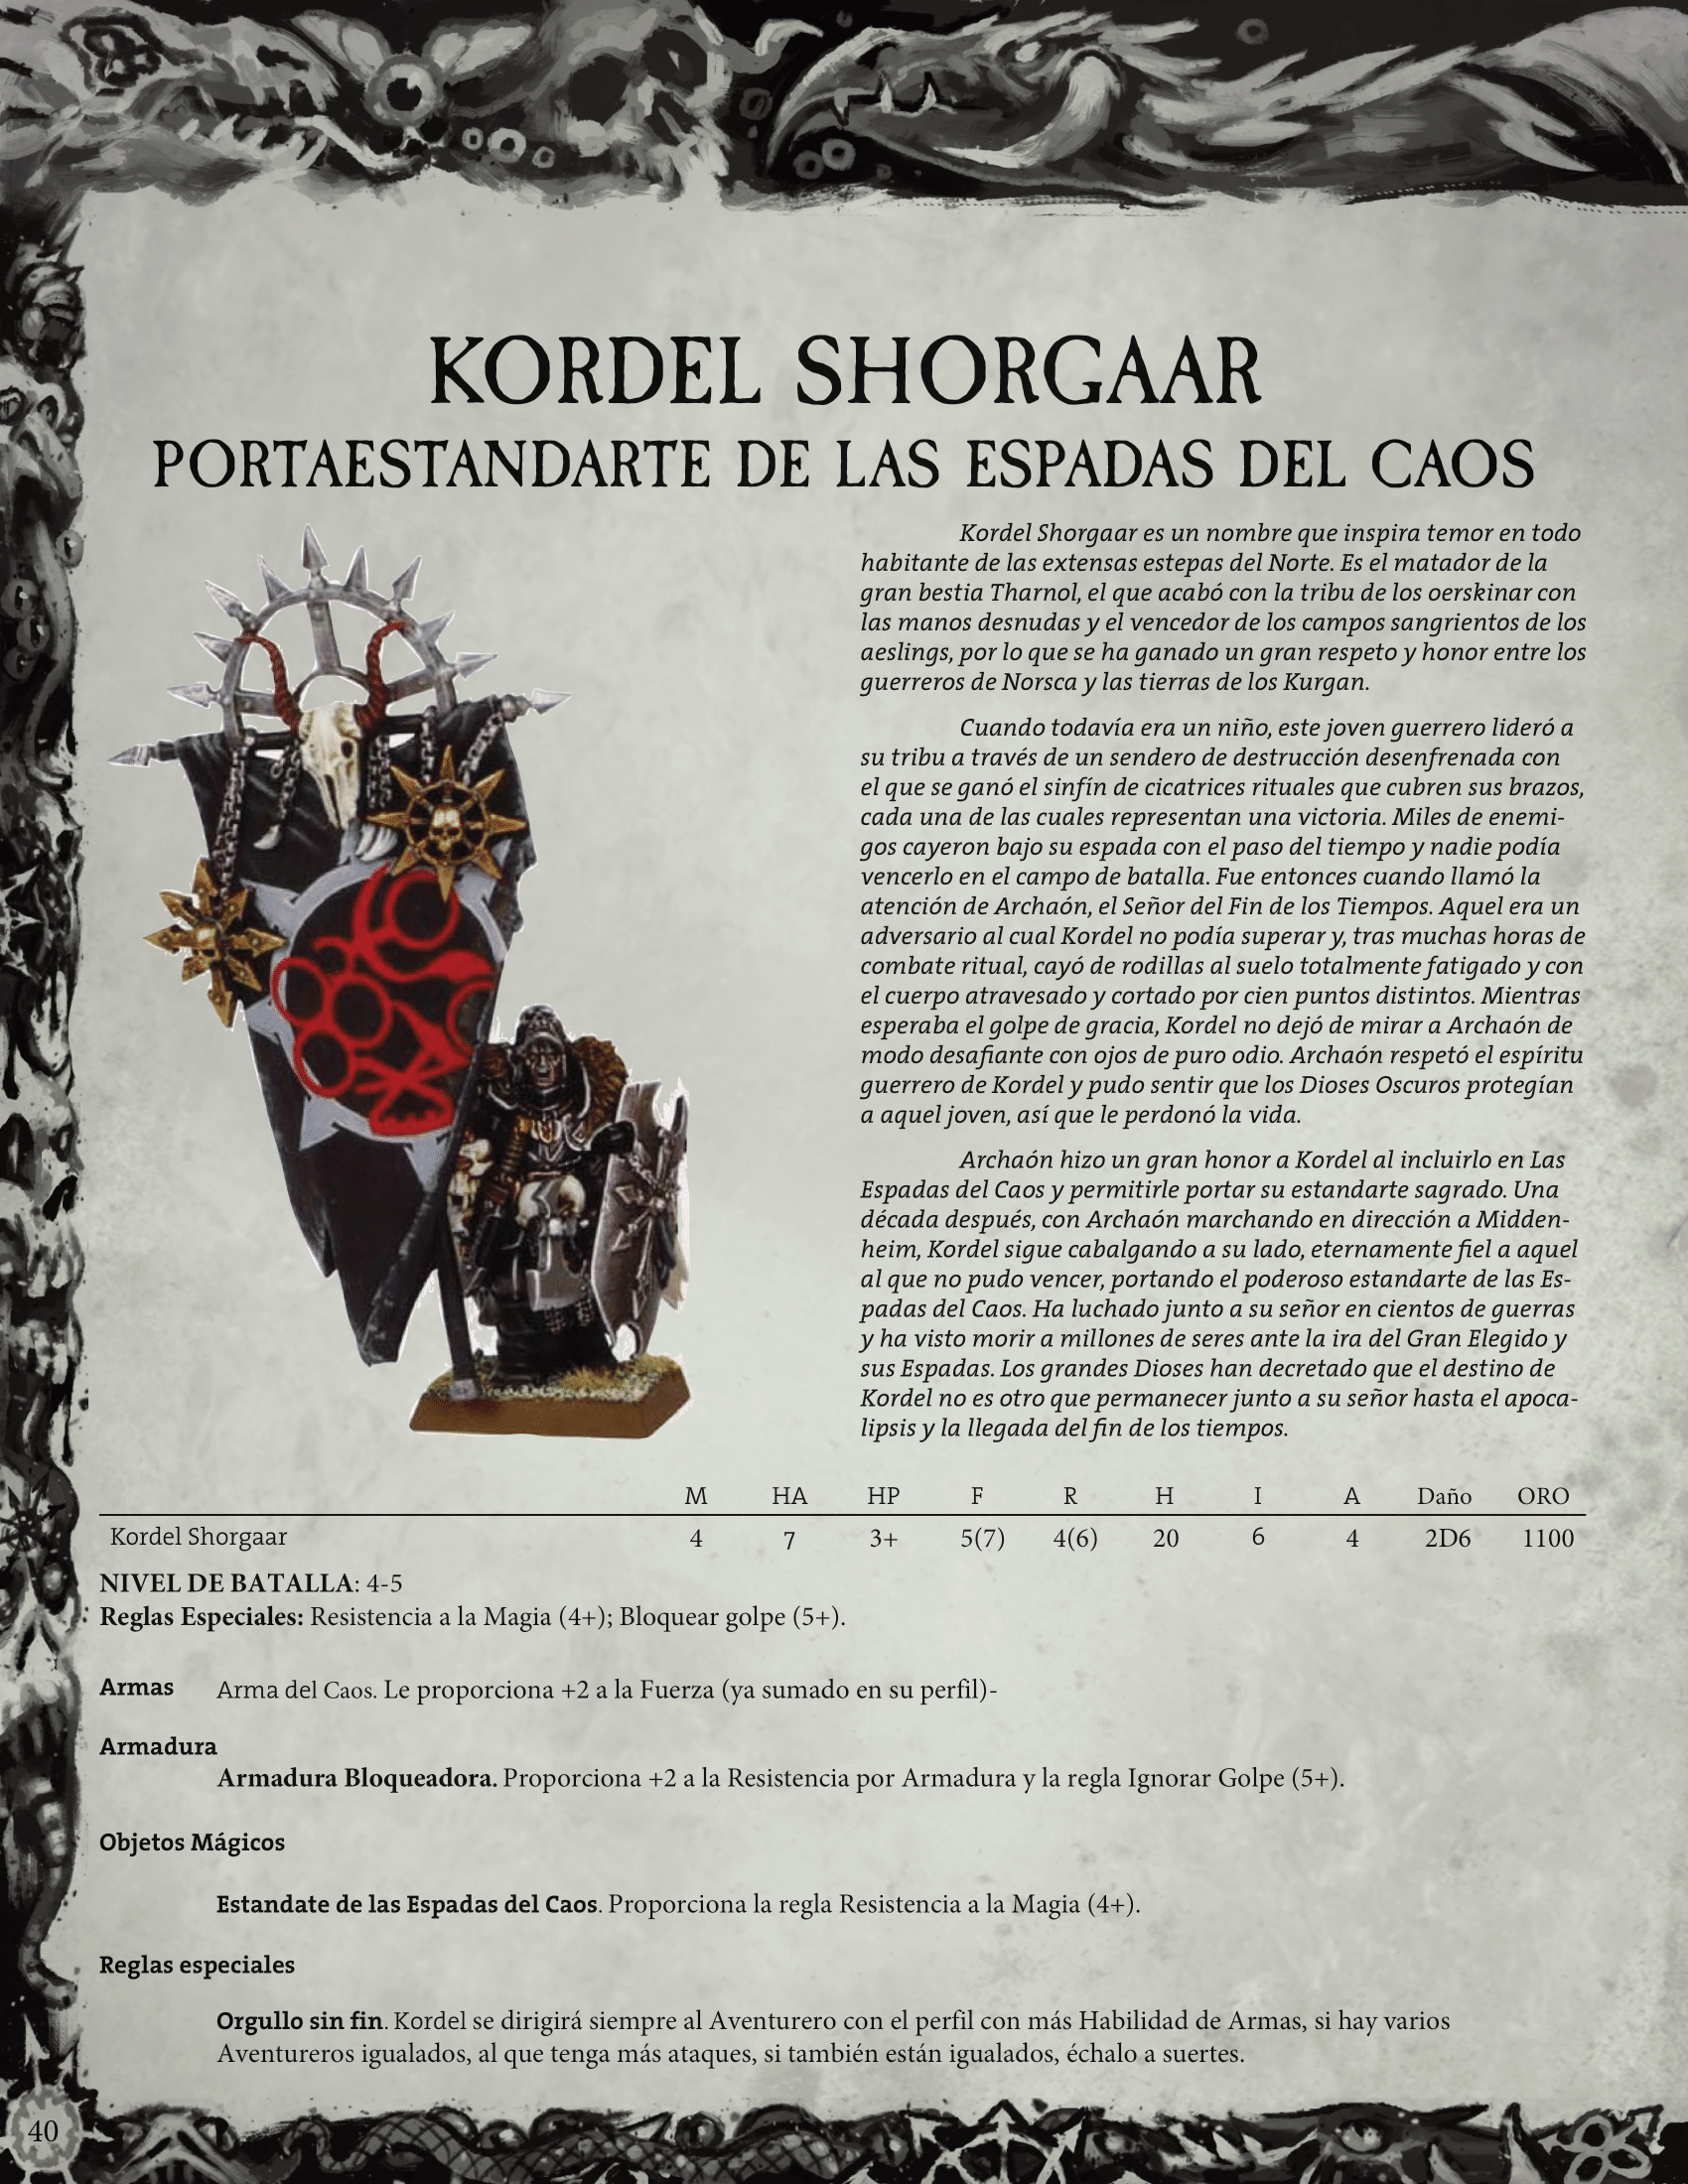 KORDEL SHORGAAR
PORTAESTANDARTE DE LAS ESPADAS DEL CAOS
Kordel Shorgaar es un nombre que inspira temor en todo
habitante de las extensas estepas del Norte. Es el matador de la
gran bestia Tharnol, el que acabó con la tribu de los oerskinar con
las manos desnudas y el vencedor de los campos sangrientos de los
aeslings, por lo que se ha ganado un gran respeto y honor entre los
guerreros de Norsca y las tierras de los Kurgan.
Cuando todavía era un niño, este joven guerrero lideró a
su tribu a través de un sendero de destrucción desenfrenada con
el que se ganó el sinfín de cicatrices rituales que cubren sus brazos,
cada una de las cuales representan una victoria. Miles de enemi-
gos cayeron bajo su espada con el paso del tiempo y nadie podía
vencerlo en el campo de batalla. Fue entonces cuando llamó la
atención de Archaón, el Señor del Fin de los Tiempos. Aquel era un
adversario al cual Kordel no podía superar y, tras muchas horas de
combate ritual, cayó de rodillas al suelo totalmente fatigado y con
el cuerpo atravesado y cortado por cien puntos distintos. Mientras
esperaba el golpe de gracia, Kordel no dejó de mirar a Archaón de
modo desafiante con ojos de puro odio. Archaón respetó el espíritu
guerrero de Kordel y pudo sentir que los Dioses Oscuros protegían
a aquel joven, así que le perdonó la vida.
Archaón hizo un gran honor a Kordel al incluirlo en Las
Espadas del Caos y permitirle portar su estandarte sagrado. Una
década después, con Archaón marchando en dirección a Midden-
heim, Kordel sigue cabalgando a su lado, eternamente fiel a aquel
al que no pudo vencer, portando el poderoso estandarte de las Es-
padas del Caos. Ha luchado junto a su señor en cientos de guerras
y ha visto morir a millones de seres ante la ira del Gran Elegido y
sus Espadas. Los grandes Dioses han decretado que el destino de
Kordel no es otro que permanecer junto a su señor hasta el apoca-
lipsis y la llegada del fin de los tiempos.
M HA HP F R H I A Daño ORO
Kordel Shorgaar 4 7 3+ 5(7) 4(6) 20 6 4 2D6 1100
NIVEL DE BATALLA: 4-5
Reglas Especiales: Resistencia a la Magia (4+); Bloquear golpe (5+).
Armas Arma del Caos. Le proporciona +2 a la Fuerza (ya sumado en su perfil)-
Armadura
Armadura Bloqueadora. Proporciona +2 a la Resistencia por Armadura y la regla Ignorar Golpe (5+).
Objetos Mágicos
Estandate de las Espadas del Caos. Proporciona la regla Resistencia a la Magia (4+).
Reglas especiales
Orgullo sin fin. Kordel se dirigirá siempre al Aventurero con el perfil con más Habilidad de Armas, si hay varios
Aventureros igualados, al que tenga más ataques, si también están igualados, échalo a suertes.
40